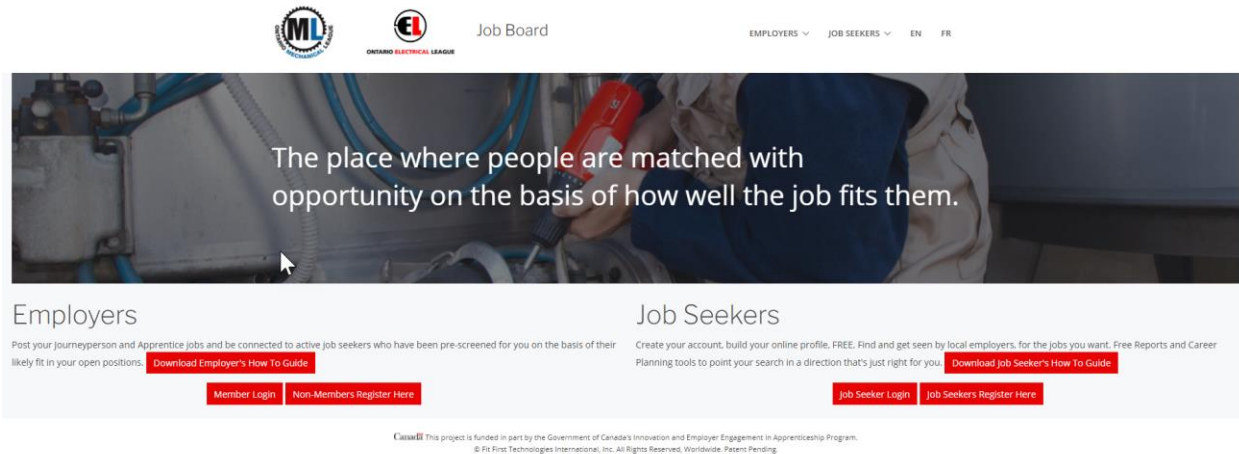 ML
ONTARIO MECHANICAL LEAGUE
EL
ONTARIO ELECTRICAL LEAGUE
Job Board
EMPLOYERS
JOB SEEKERS
EN
FR
The place where people are matched with
opportunity on the basis of how well the job fits them.
Employers
Post your Journeyperson and Apprentice jobs and be connected to active job seekers who have been pre-screened for you on the basis of their
likely fit in your open positions. Download Employer's How To Guide
Member Login Non-Members Register Here
Job Seekers
Create your account, build your online profile, FREE. Find and get seen by local employers, for the jobs you want. Free Reports and Career
Planning tools to point your search in a direction that's just right for you. Download Job Seeker's How To Guide
Job Seeker Login Job Seekers Register Here
Canada This project is funded in part by the Government of Canada's Innovation and Employer Engagement in Apprenticeship Program.
© Fit First Technologies International, Inc. All Rights Reserved, Worldwide. Patent Pending.